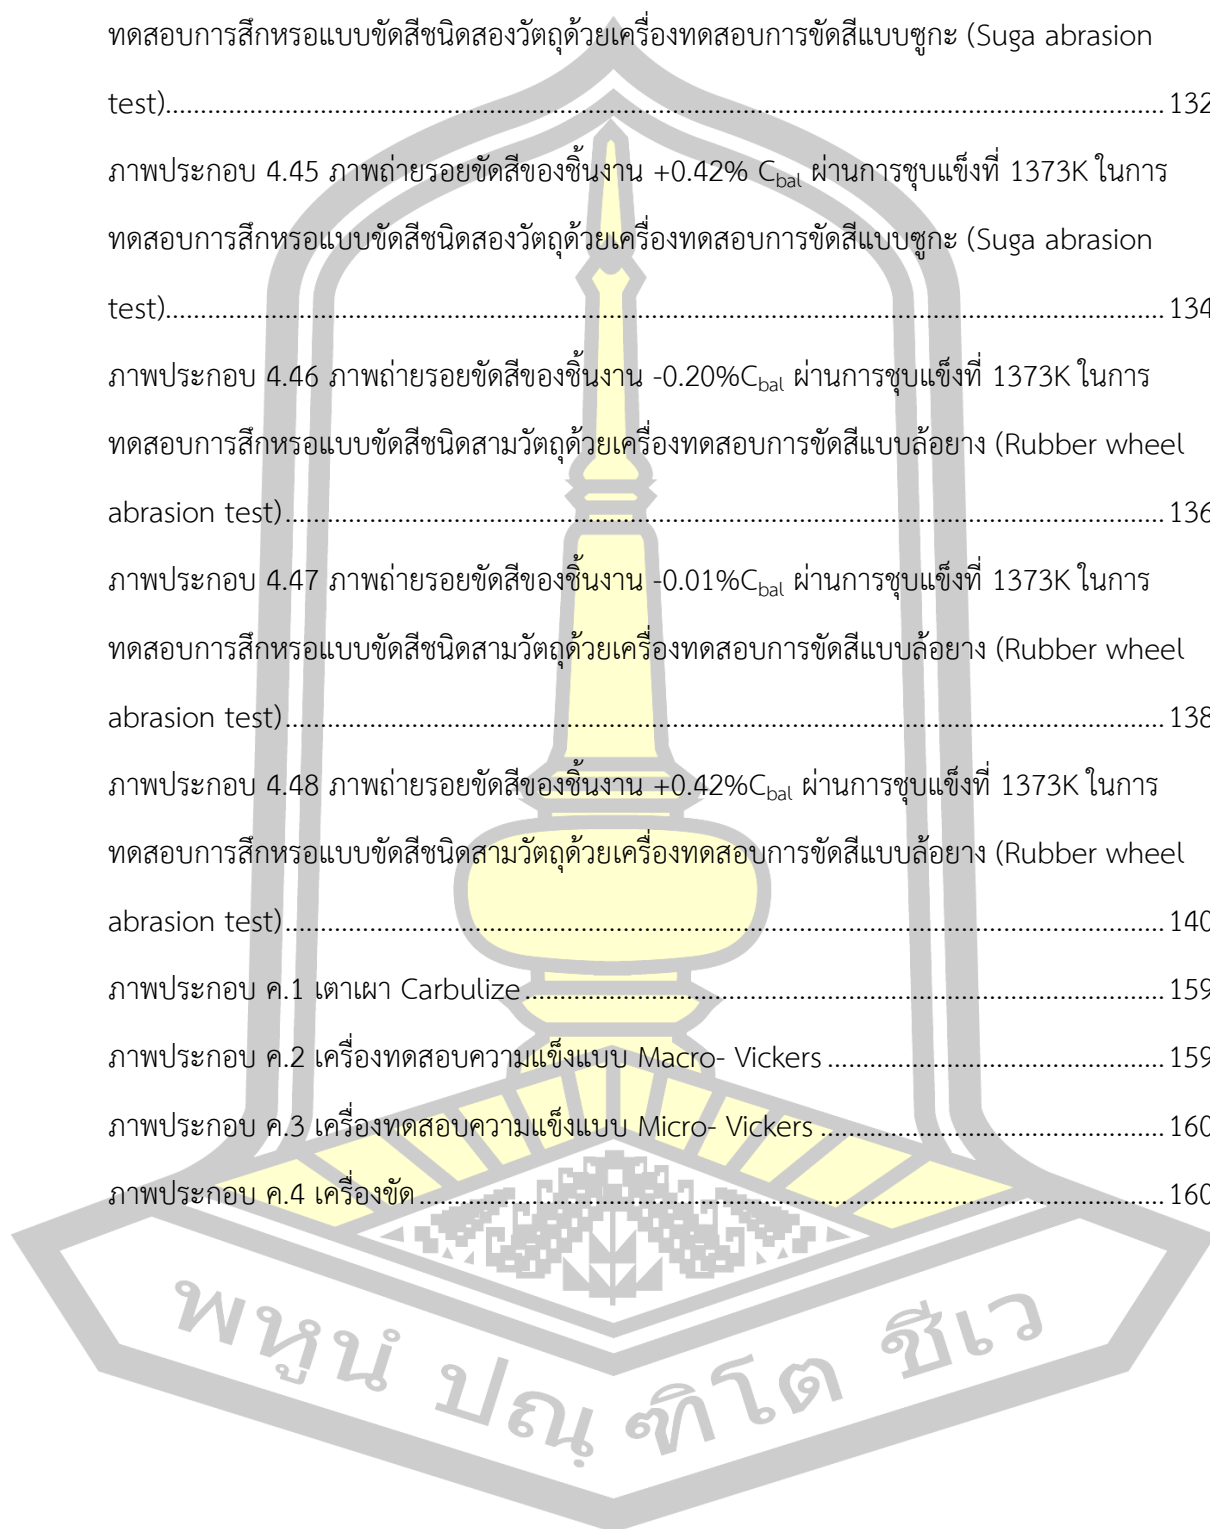 ทดสอบการสึกหรอแบบขัดสีชนิดสองวัตถุด้วยเครื่องทดสอบการขัดสีแบบซูกะ (Suga abrasion
test)........................................................................................................................................ 132
ภาพประกอบ 4.45 ภาพถ่ายรอยขัดสีของชิ้นงาน +0.42% Cbal ผ่านการชุบแข็งที่ 1373K ในการ
ทดสอบการสึกหรอแบบขัดสีชนิดสองวัตถุด้วยเครื่องทดสอบการขัดสีแบบซูกะ (Suga abrasion
test)........................................................................................................................................ 134
ภาพประกอบ 4.46 ภาพถ่ายรอยขัดสีของชิ้นงาน -0.20%Cbal ผ่านการชุบแข็งที่ 1373K ในการ
ทดสอบการสึกหรอแบบขัดสีชนิดสามวัตถุด้วยเครื่องทดสอบการขัดสีแบบล้อยาง (Rubber wheel
abrasion test)........................................................................................................................ 136
ภาพประกอบ 4.47 ภาพถ่ายรอยขัดสีของชิ้นงาน -0.01%Cbal ผ่านการชุบแข็งที่ 1373K ในการ
ทดสอบการสึกหรอแบบขัดสีชนิดสามวัตถุด้วยเครื่องทดสอบการขัดสีแบบล้อยาง (Rubber wheel
abrasion test)........................................................................................................................ 138
ภาพประกอบ 4.48 ภาพถ่ายรอยขัดสีของชิ้นงาน +0.42%Cbal ผ่านการชุบแข็งที่ 1373K ในการ
ทดสอบการสึกหรอแบบขัดสีชนิดสามวัตถุด้วยเครื่องทดสอบการขัดสีแบบล้อยาง (Rubber wheel
abrasion test)........................................................................................................................ 140
ภาพประกอบ ค.1 เตาเผา Carbulize....................................................................................... 159
ภาพประกอบ ค.2 เครื่องทดสอบความแข็งแบบ Macro- Vickers.............................................. 159
ภาพประกอบ ค.3 เครื่องทดสอบความแข็งแบบ Micro- Vickers............................................... 160
ภาพประกอบ ค.4 เครื่องขัด..................................................................................................... 160
พหูนํ ปณฺฑิโต ชีเว